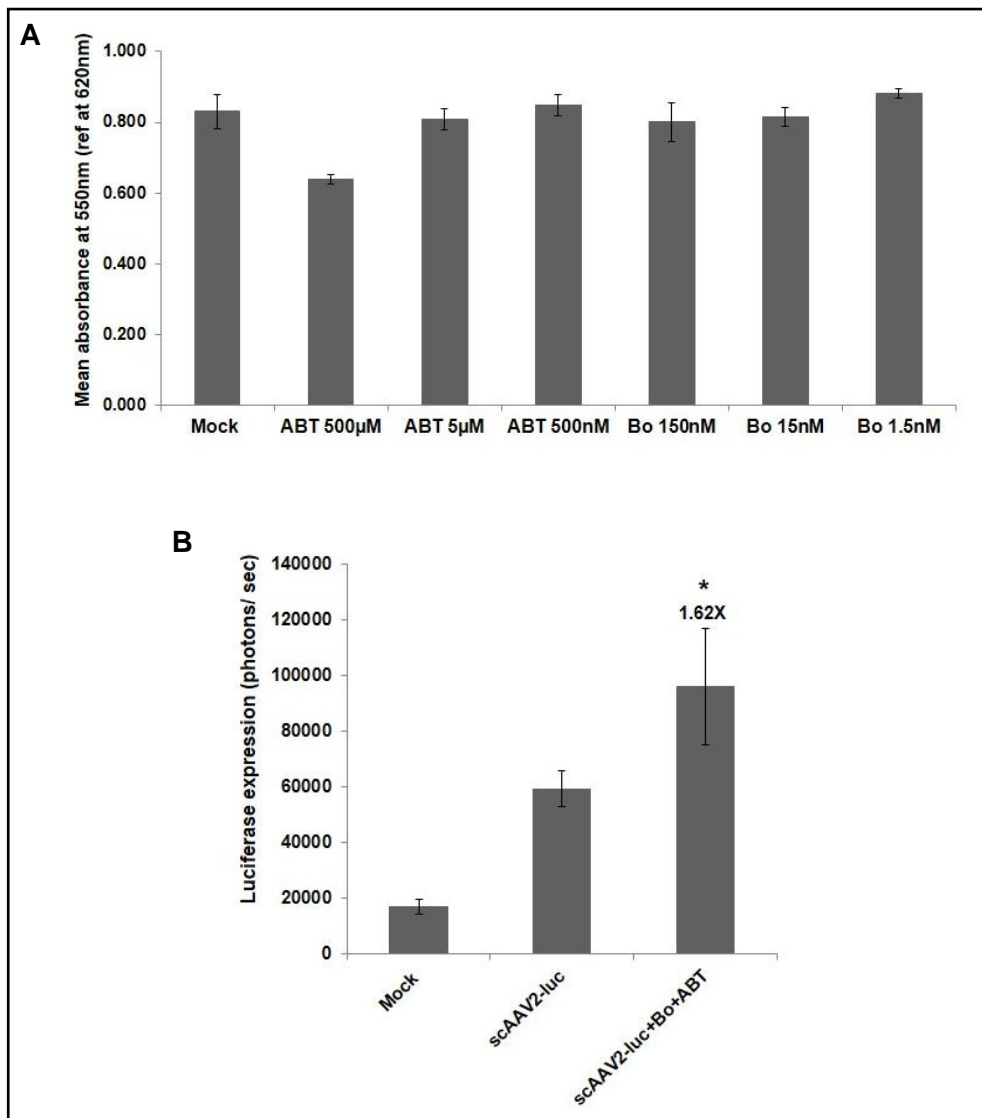 A
Mean absorbance at 550nm (ref at 620nm)
1.000
0.800
0.600
0.400
0.200
0.000
Mock
ABT 500µM
ABT 5µM
ABT 500nM
Bo 150nM
Bo 15nM
Bo 1.5nM
B
Luciferase expression (photons/ sec)
140000
120000
100000
80000
60000
40000
20000
0
*
1.62X
Mock
scAAV2-luc
scAAV2-luc+Bo+ABT